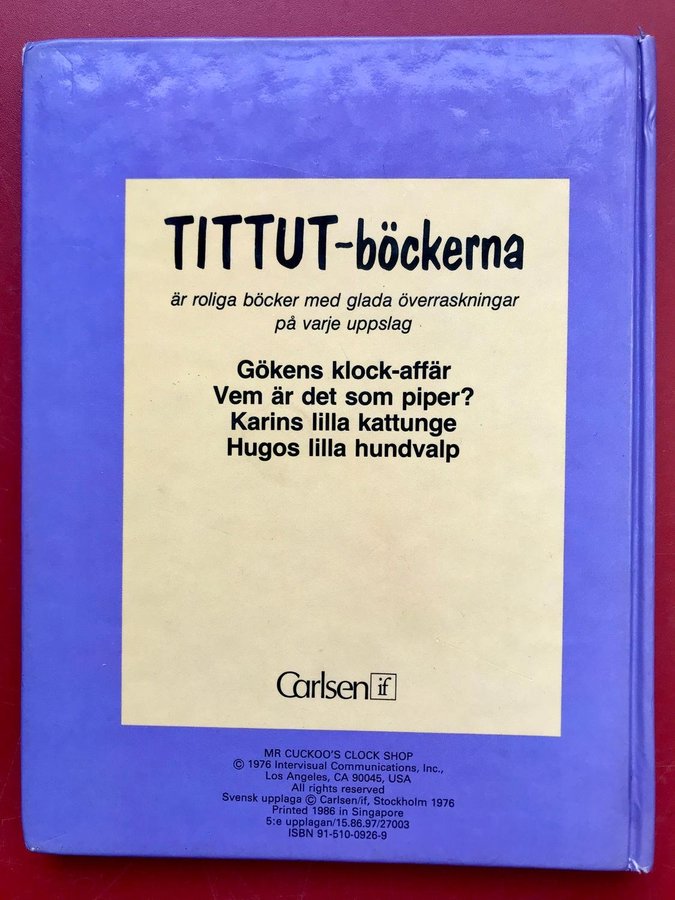 TITTUT-böckerna
är roliga böcker med glada överraskningar
på varje uppslag
Gökens klock-affär
Vem är det som piper?
Karins lilla kattunge
Hugos lilla hundvalp
Carlsen if
MR CUCKOO'S CLOCK SHOP
© 1976 Intervisual Communications, Inc.,
Los Angeles, CA 90045, USA
All rights reserved
Svensk upplaga © Carlsen/if, Stockholm 1976
Printed 1986 in Singapore
5:e upplagan/15.86.97/27003
ISBN 91-510-0926-9